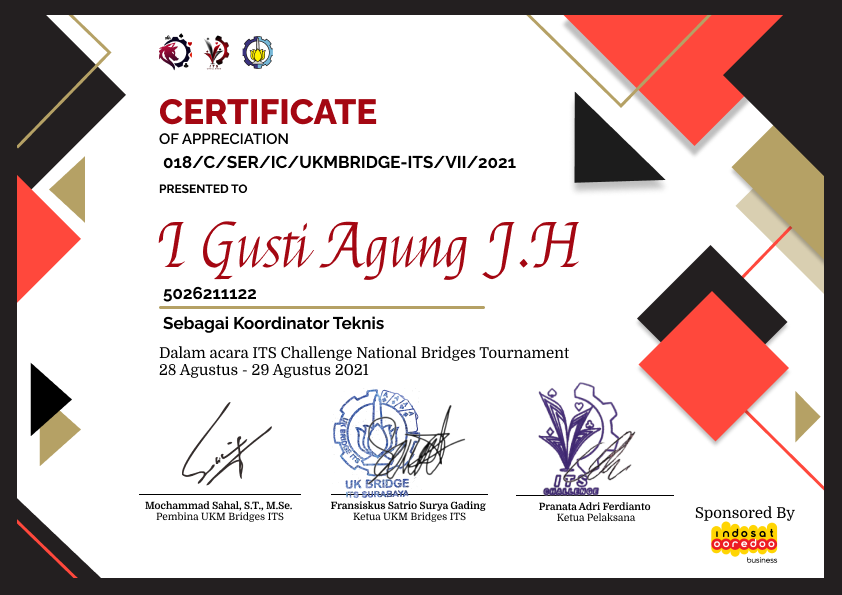 CERTIFICATE
OF APPRECIATION
018/C/SER/IC/UKMBRIDGE-ITS/VII/2021
PRESENTED TO
I Gusti Agung J.H
5026211122
Sebagai Koordinator Teknis
Dalam acara ITS Challenge National Bridges Tournament
28 Agustus - 29 Agustus 2021
UK BRIDGE ITS
UK BRIDGE
ITS SURABAYA
ITS
CHALLENGE
Mochammad Sahal, S.T., M.Se.
Pembina UKM Bridges ITS
Fransiskus Satrio Surya Gading
Ketua UKM Bridges ITS
Pranata Adri Ferdianto
Ketua Pelaksana
Sponsored By
indosat
ooredoo
business